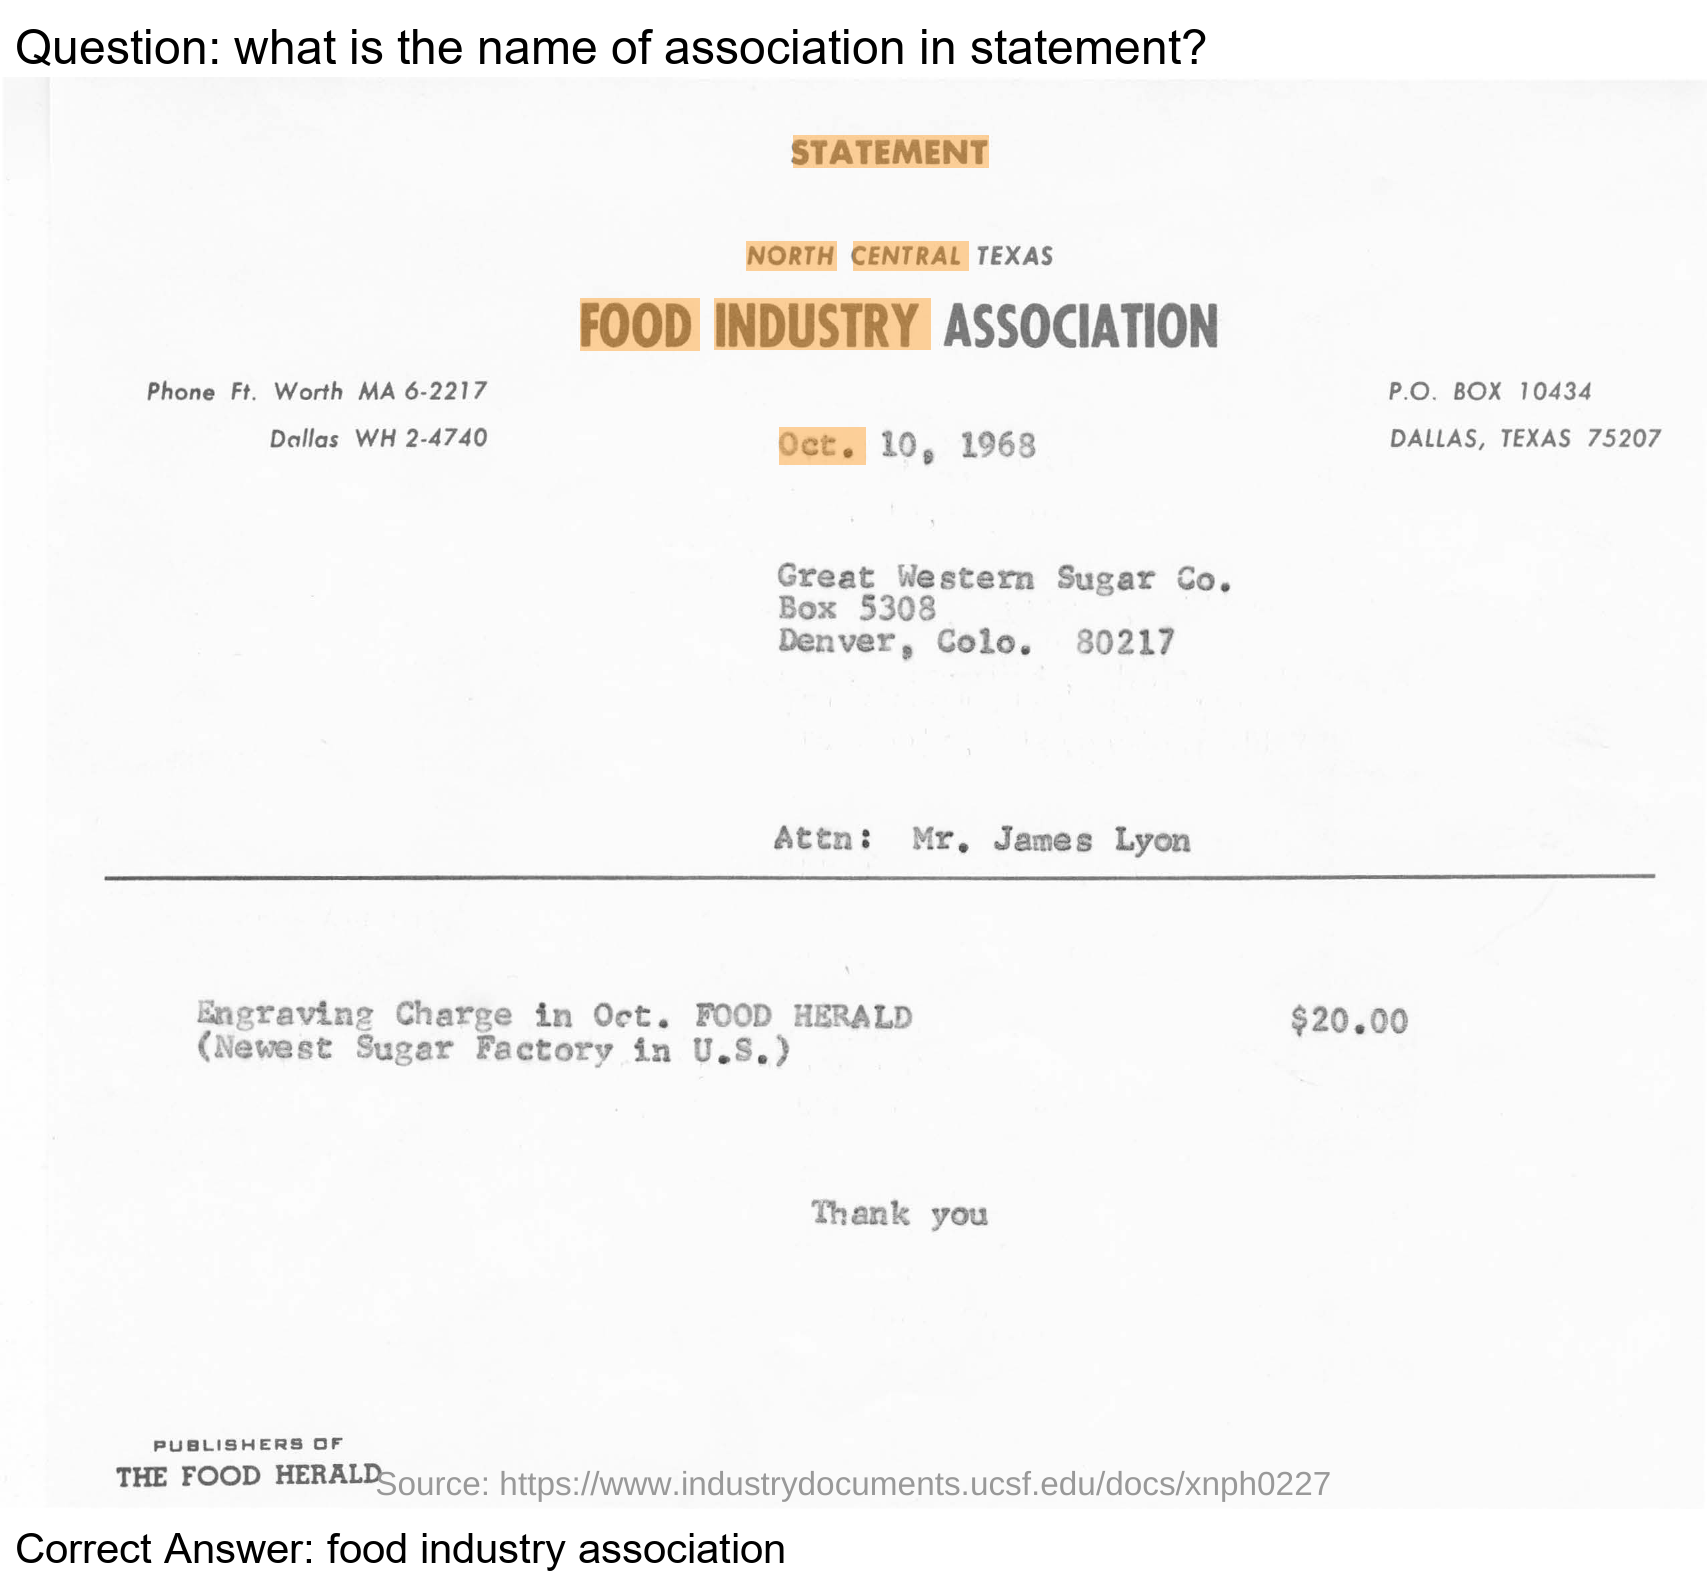 Question: what is the name of association in statement?
STATEMENT
NORTH CENTRAL TEXAS
FOOD INDUSTRY ASSOCIATION
Phone Ft. Worth MA 6-2217
Dallas WH 2-4740
P.O. BOX 10434
DALLAS, TEXAS 75207
Oct. 10, 1968
Great Western Sugar Co.
Box 5308
Denver, Colo. 80217
Attn: Mr. James Lyon
Engraving Charge in Oct. FOOD HERALD $20.00
(Newest Sugar Factory in U.S.)
Thank you
PUBLISHERS OF
THE FOOD HERALD
Source: https://www.industrydocuments.ucsf.edu/docs/xnph0227
Correct Answer: food industry association